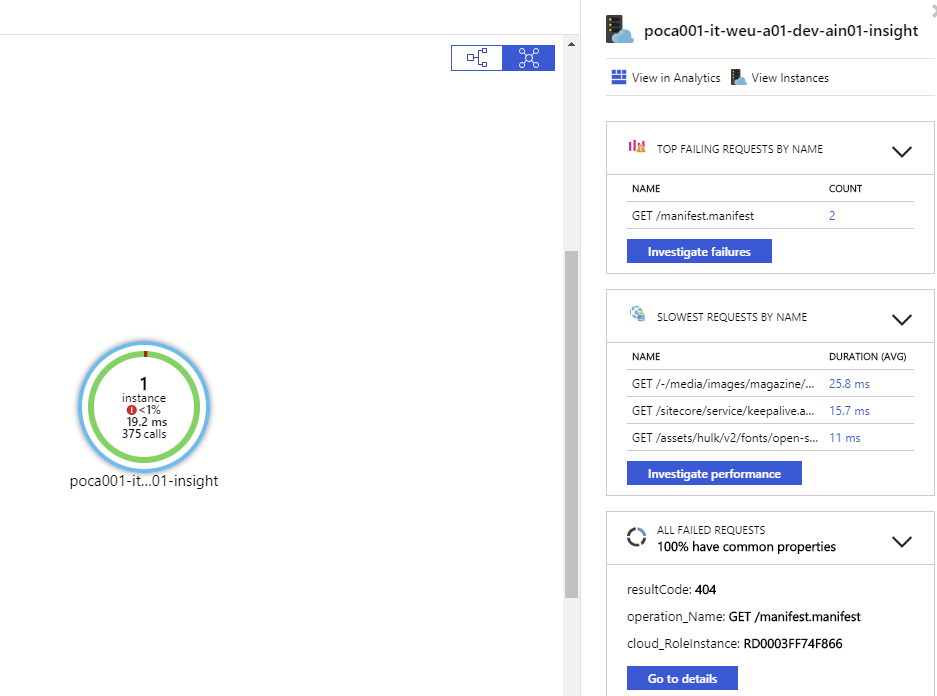 poca001-it-weu-a01-dev-ain01-insight
View in Analytics
View Instances
TOP FAILING REQUESTS BY NAME
NAME COUNT
GET /manifest.manifest 2
Investigate failures
SLOWEST REQUESTS BY NAME
NAME DURATION (AVG)
GET /-/media/images/magazine/... 25.8 ms
GET /sitecore/service/keepalive.a... 15.7 ms
GET /assets/hulk/v2/fonts/open-s... 11 ms
Investigate performance
ALL FAILED REQUESTS
100% have common properties
resultCode: 404
operation_Name: GET /manifest.manifest
cloud_RoleInstance: RD0003FF74F866
Go to details
1
instance
<1%
19.2 ms
375 calls
poca001-it...01-insight